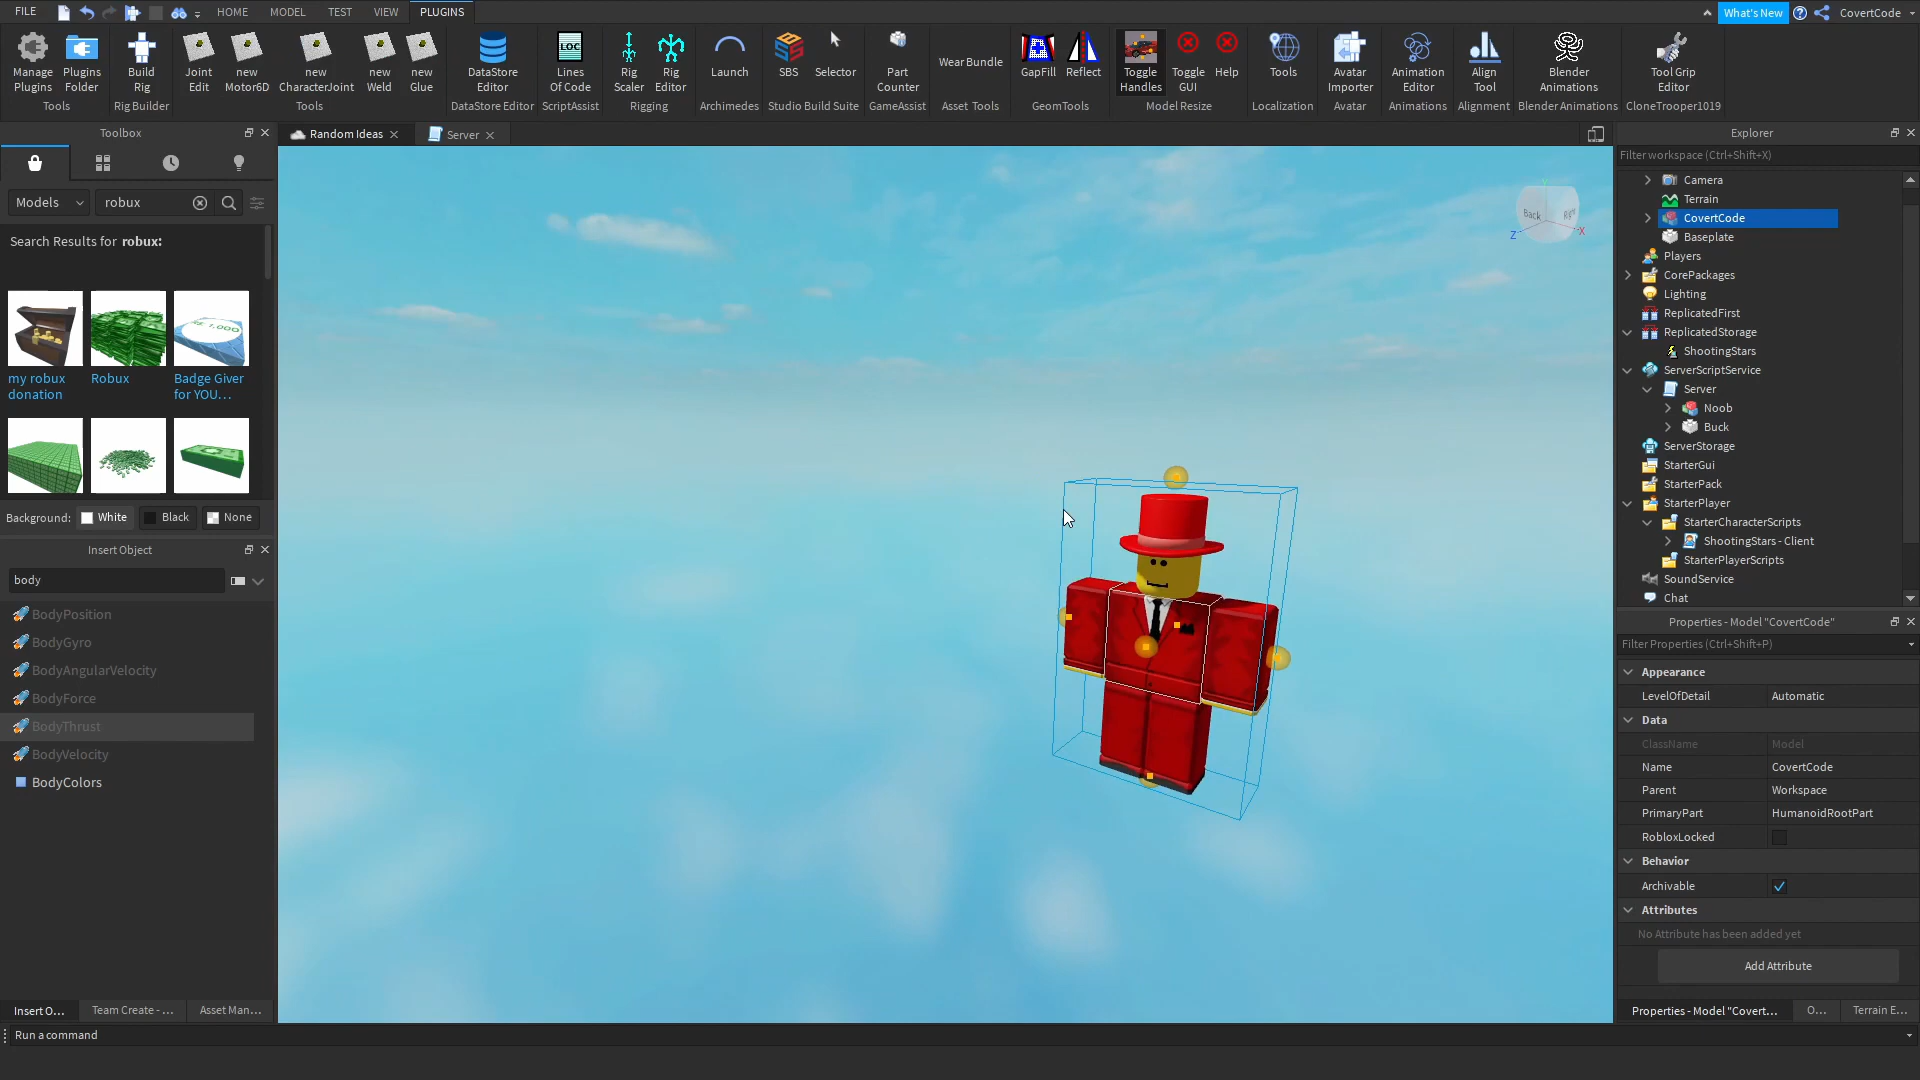 FILE
HOME
MODEL
TEST
VIEW
PLUGINS
What's New
CovertCode
Manage
Plugins
Plugins
Folder
Tools
Build
Rig
Rig Builder
Joint
Edit
new
Motor6D
new
CharacterJoint
new
Weld
new
Glue
Tools
DataStore
Editor
DataStore Editor
LOC
Lines
Of Code
ScriptAssist
Rig
Scaler
Rig
Editor
Rigging
Launch
Archimedes
SBS
Selector
Studio Build Suite
Part
Counter
GameAssist
Wear Bundle
Asset Tools
GapFill
Reflect
GeomTools
Toggle
Handles
Toggle
GUI
Help
Model Resize
Tools
Localization
Avatar
Importer
Avatar
Animation
Editor
Animations
Align
Tool
Alignment
Blender
Animations
Blender Animations
Tool Grip
Editor
CloneTrooper1019
Toolbox
Models
robux
Search Results for robux:
R$ 1,000
my robux
donation
Robux
Badge Giver
for YOU...
Background:
White
Black
None
Insert Object
body
BodyPosition
BodyGyro
BodyAngularVelocity
BodyForce
BodyThrust
BodyVelocity
BodyColors
Insert O...
Team Create - ...
Asset Man...
Run a command
Random Ideas
Server
Y
Back
Right
Z
X
Explorer
Filter workspace (Ctrl+Shift+X)
Camera
Terrain
CovertCode
Baseplate
Players
CorePackages
Lighting
ReplicatedFirst
ReplicatedStorage
ShootingStars
ServerScriptService
Server
Noob
Buck
ServerStorage
StarterGui
StarterPack
StarterPlayer
StarterCharacterScripts
ShootingStars - Client
StarterPlayerScripts
SoundService
Chat
Properties - Model "CovertCode"
Filter Properties (Ctrl+Shift+P)
Appearance
LevelOfDetail Automatic
Data
ClassName Model
Name CovertCode
Parent Workspace
PrimaryPart HumanoidRootPart
RobloxLocked
Behavior
Archivable
Attributes
No Attribute has been added yet
Add Attribute
Properties - Model "Covert...
O...
Terrain E...